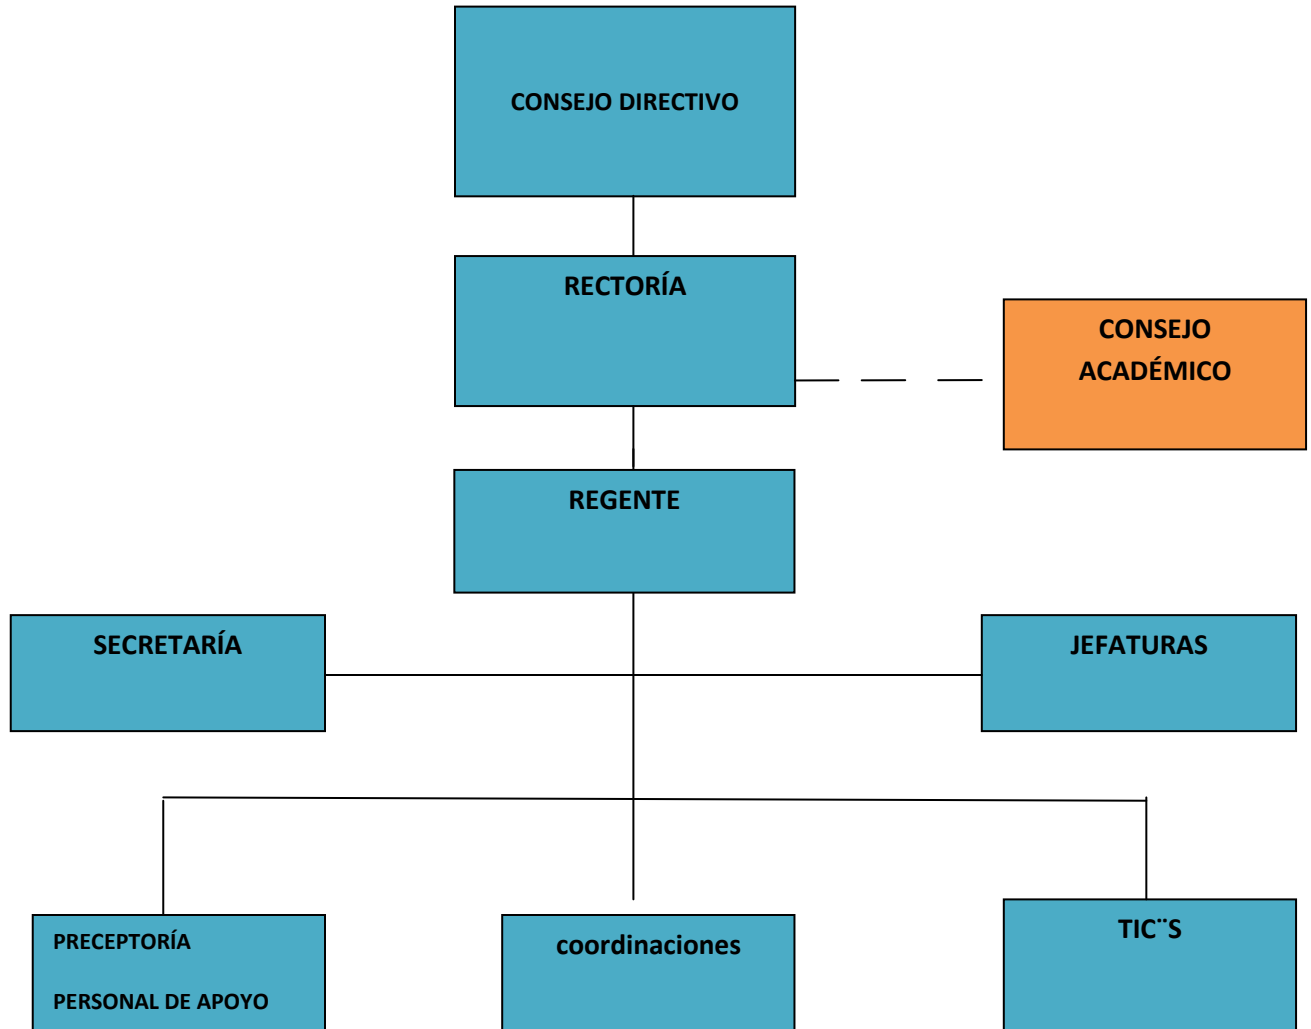 CONSEJO DIRECTIVO
RECTORÍA
CONSEJO
ACADÉMICO
REGENTE
SECRETARÍA
JEFATURAS
PRECEPTORÍA
PERSONAL DE APOYO
coordinaciones
TIC¨S